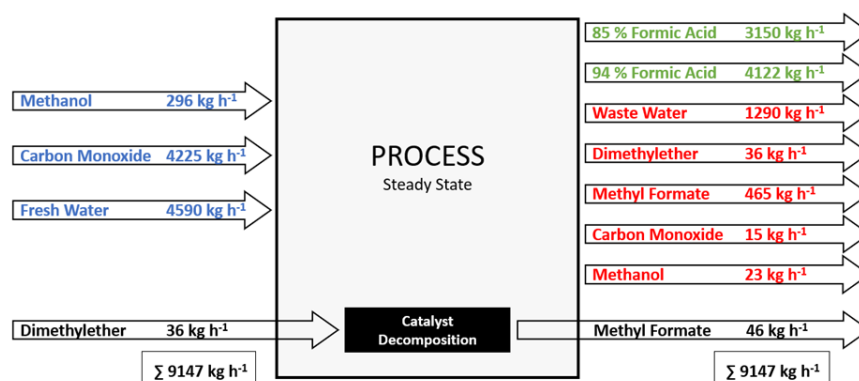 85 % Formic Acid 3150 kg h-1
94 % Formic Acid 4122 kg h-1
Methanol 296 kg h-1
Waste Water 1290 kg h-1
Carbon Monoxide 4225 kg h-1
PROCESS
Steady State
Dimethylether 36 kg h-1
Methyl Formate 465 kg h-1
Fresh Water 4590 kg h-1
Carbon Monoxide 15 kg h-1
Methanol 23 kg h-1
Dimethylether 36 kg h-1
Catalyst
Decomposition
Methyl Formate 46 kg h-1
∑ 9147 kg h-1
∑ 9147 kg h-1